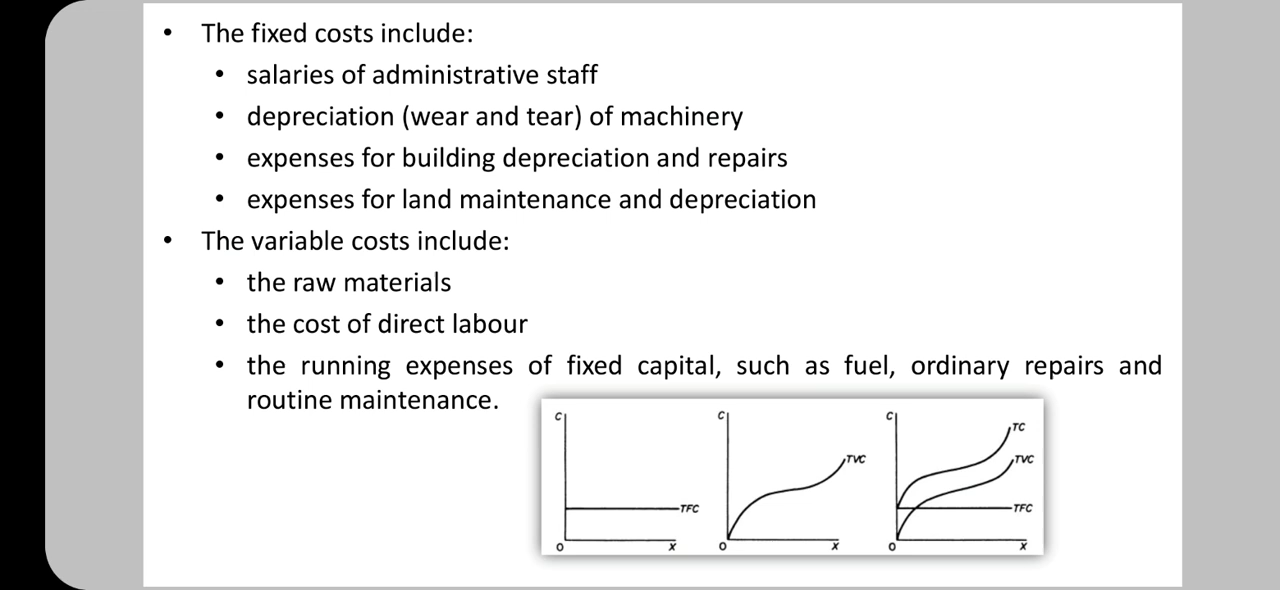 • The fixed costs include:
• salaries of administrative staff
• depreciation (wear and tear) of machinery
• expenses for building depreciation and repairs
• expenses for land maintenance and depreciation
• The variable costs include:
• the raw materials
• the cost of direct labour
• the running expenses of fixed capital, such as fuel, ordinary repairs and
routine maintenance.
C
TFC
O X
C
TVC
O X
C
TC
TVC
TFC
O X